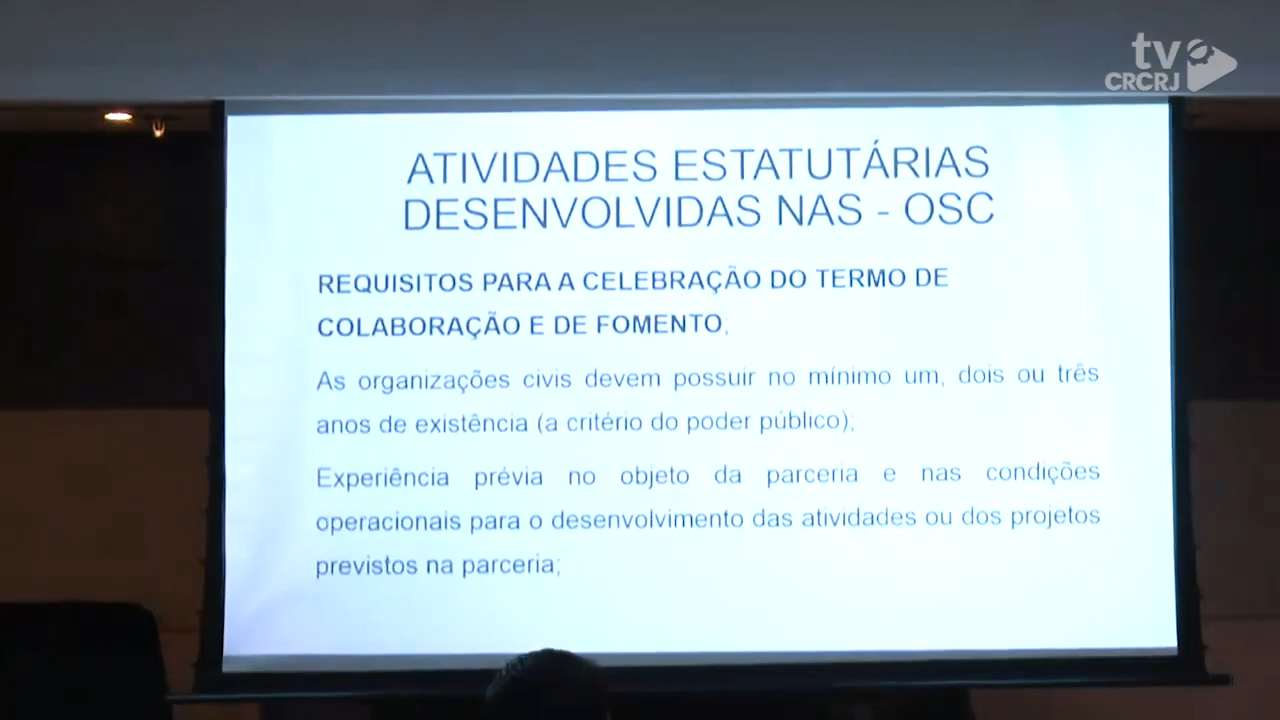 tv
CRCRJ
ATIVIDADES ESTATUTÁRIAS
DESENVOLVIDAS NAS - OSC
REQUISITOS PARA A CELEBRAÇÃO DO TERMO DE
COLABORAÇÃO E DE FOMENTO.
As organizações civis devem possuir no mínimo um, dois ou três
anos de existência (a critério do poder público);
Experiência prévia no objeto da parceria e nas condições
operacionais para o desenvolvimento das atividades ou dos projetos
previstos na parceria;